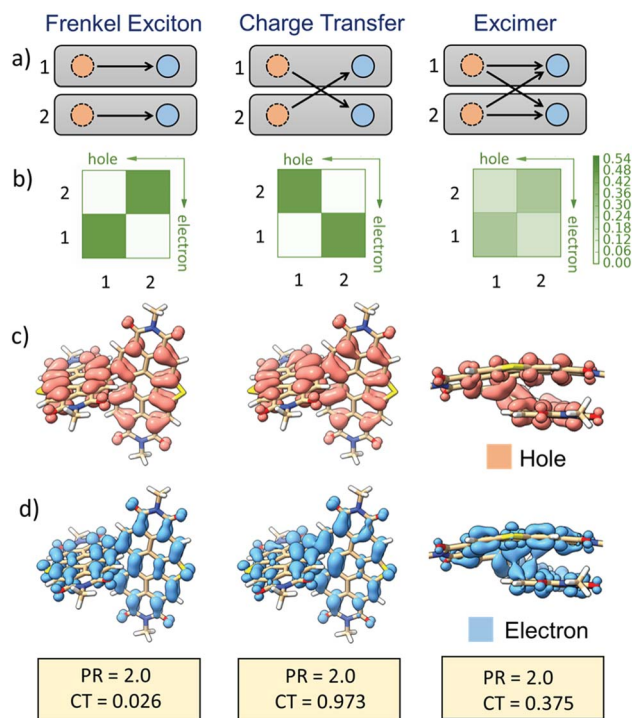 Frenkel Exciton Charge Transfer Excimer
a) 1 1 1
2 2 2
b) hole hole hole
2 2 2
electron electron electron
1 1 1
1 2 1 2 1 2
0.54
0.48
0.42
0.36
0.30
0.24
0.18
0.12
0.06
0.00
c)
Hole
d)
Electron
PR = 2.0 PR = 2.0 PR = 2.0
CT = 0.026 CT = 0.973 CT = 0.375